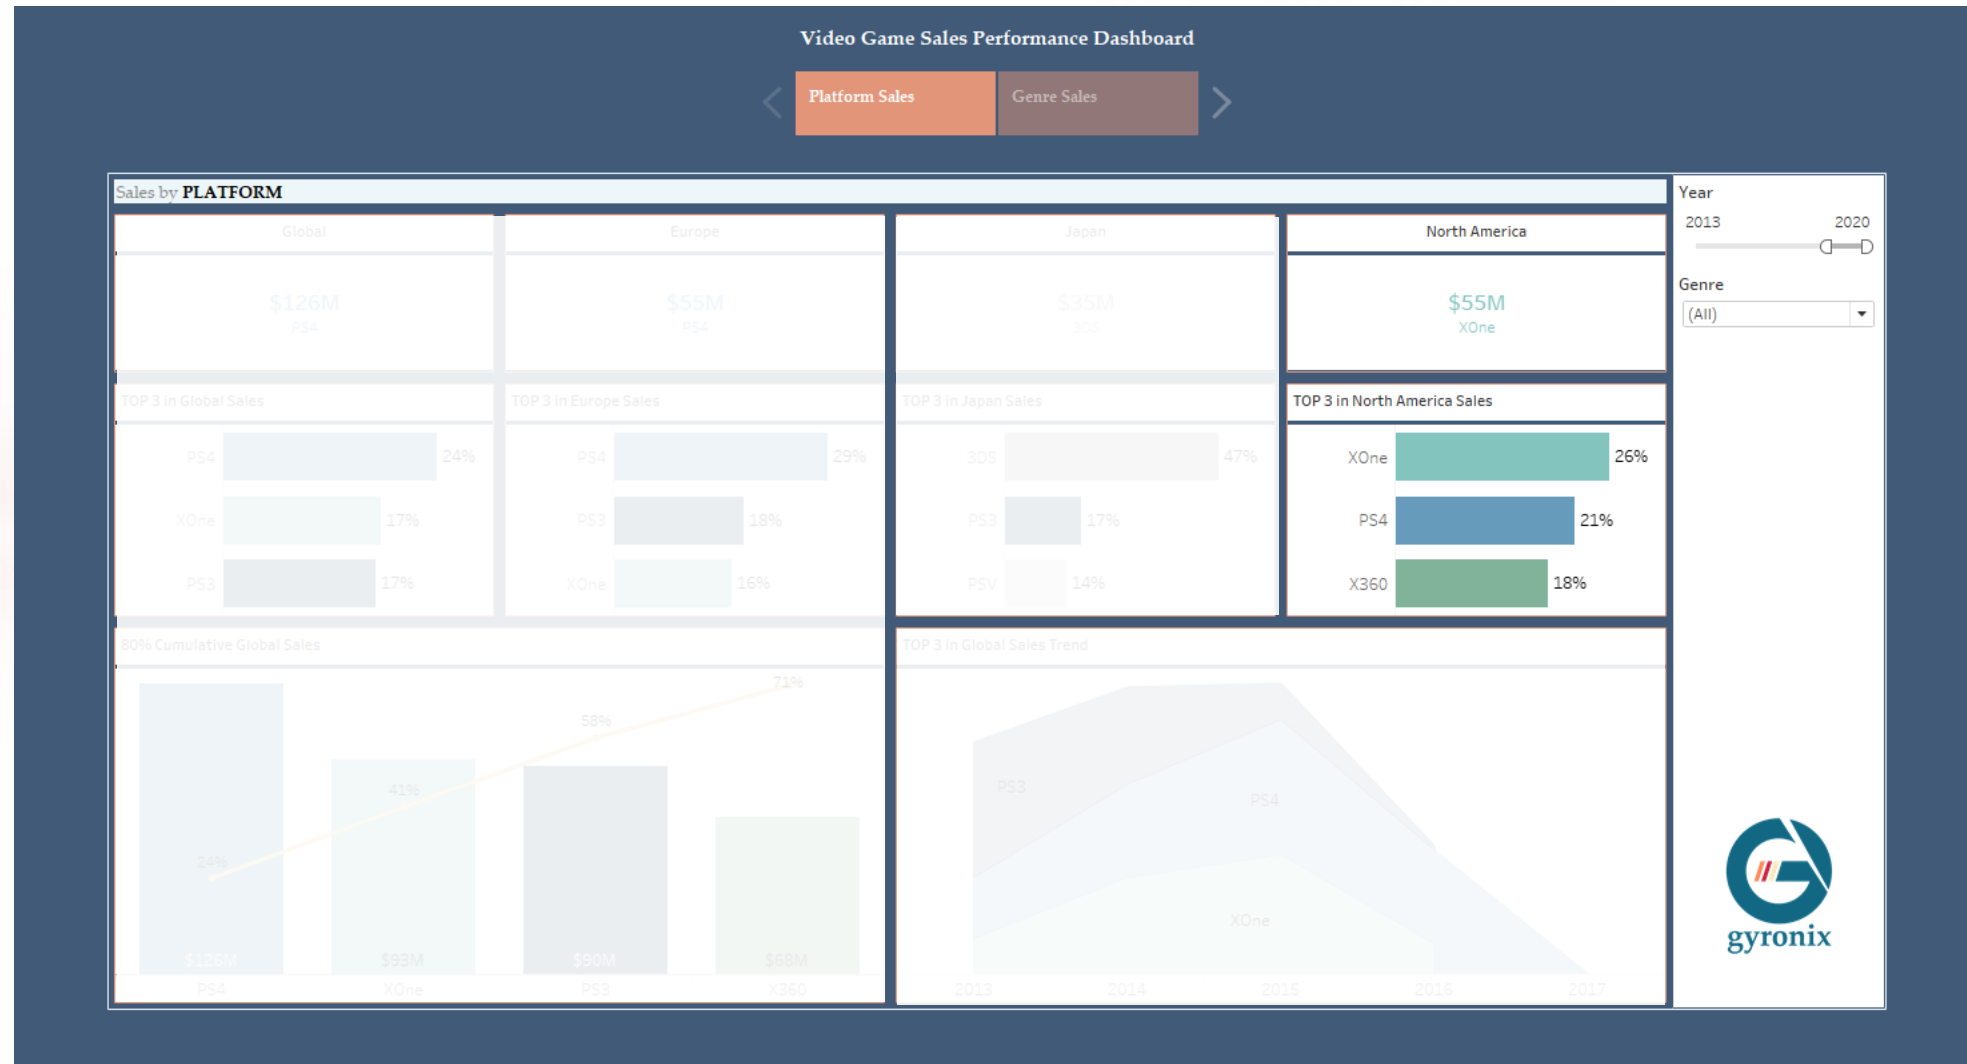 Video Game Sales Performance Dashboard
Platform Sales
Genre Sales
Sales by PLATFORM
Global
Europe
Japan
North America
$126M
PS4
$55M
PS4
$35M
3DS
$55M
XOne
TOP 3 in Global Sales
TOP 3 in Europe Sales
TOP 3 in Japan Sales
TOP 3 in North America Sales
PS4
24%
XOne
17%
PS3
17%
PS4
29%
PS3
18%
XOne
16%
3DS
47%
PS3
17%
PSV
14%
XOne
26%
PS4
21%
X360
18%
80% Cumulative Global Sales
24%
41%
58%
71%
$126M
$93M
$90M
$68M
PS4
XOne
PS3
X360
TOP 3 in Global Sales Trend
PS3
PS4
XOne
2013
2014
2015
2016
2017
Year
2013
2020
Genre
(All)
gyronix